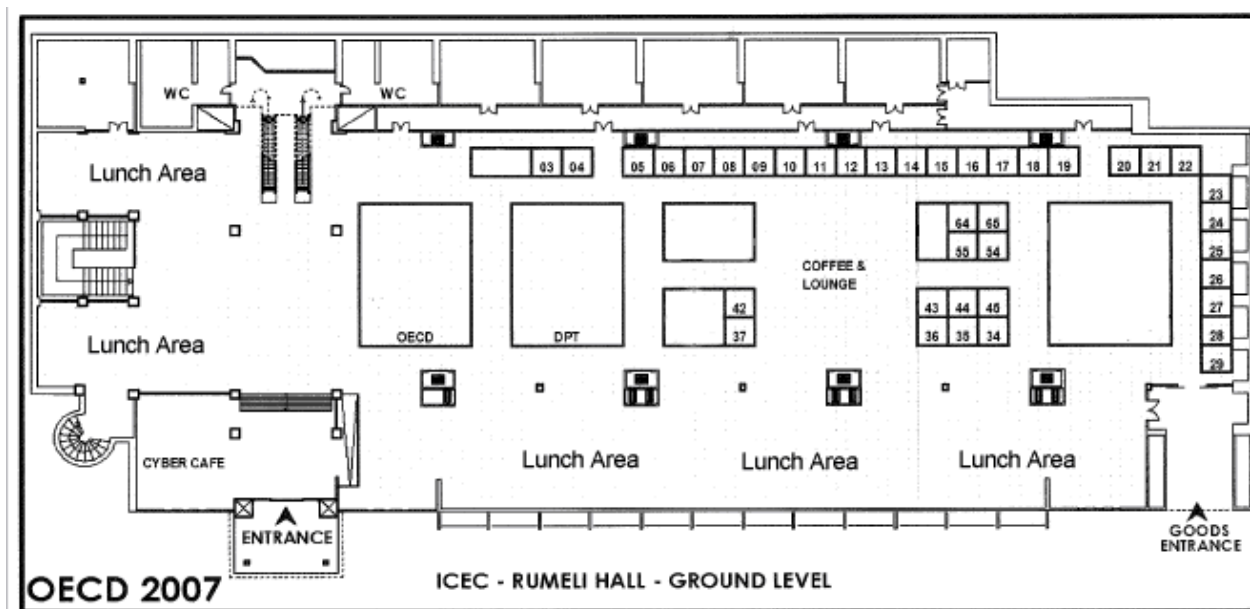 WC
WC
Lunch Area
03 04 05 06 07 08 09 10 11 12 13 14 15 16 17 18 19 20 21 22
23
24
25
26
27
28
29
64 65
55 54
COFFEE &
LOUNGE
42
37
43 44 45
36 35 34
OECD
DPT
Lunch Area
CYBER CAFE
Lunch Area
Lunch Area
Lunch Area
ENTRANCE
GOODS
ENTRANCE
OECD 2007
ICEC - RUMELI HALL - GROUND LEVEL